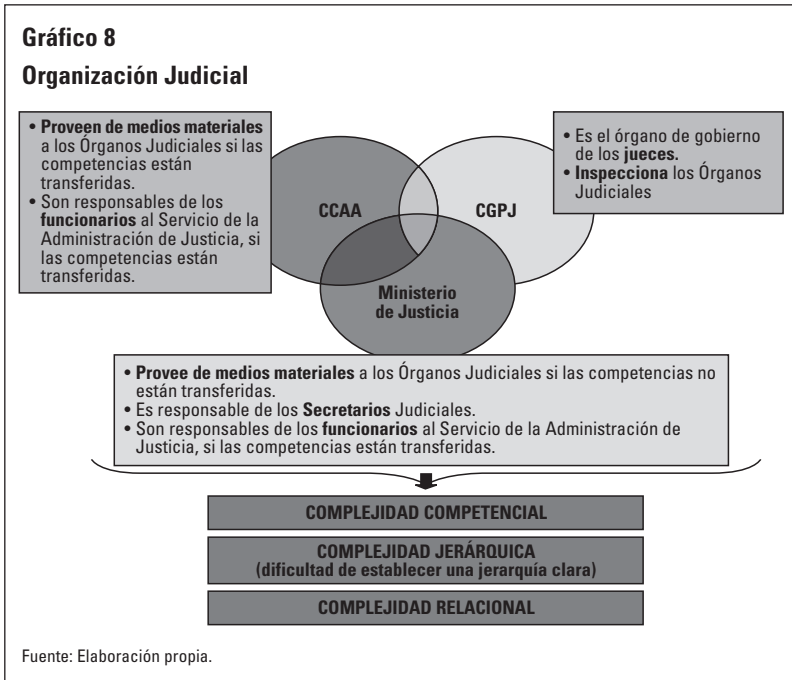 Gráfico 8
Organización Judicial
• Proveen de medios materiales
a los Órganos Judiciales si las
competencias están
transferidas.
• Son responsables de los
funcionarios al Servicio de la
Administración de Justicia, si
las competencias están
transferidas.
CCAA
CGPJ
• Es el órgano de gobierno
de los jueces.
• Inspecciona los Órganos
Judiciales
Ministerio
de Justicia
• Provee de medios materiales a los Órganos Judiciales si las competencias no
están transferidas.
• Es responsable de los Secretarios Judiciales.
• Son responsables de los funcionarios al Servicio de la Administración de
Justicia, si las competencias están transferidas.
COMPLEJIDAD COMPETENCIAL
COMPLEJIDAD JERÁRQUICA
(dificultad de establecer una jerarquía clara)
COMPLEJIDAD RELACIONAL
Fuente: Elaboración propia.